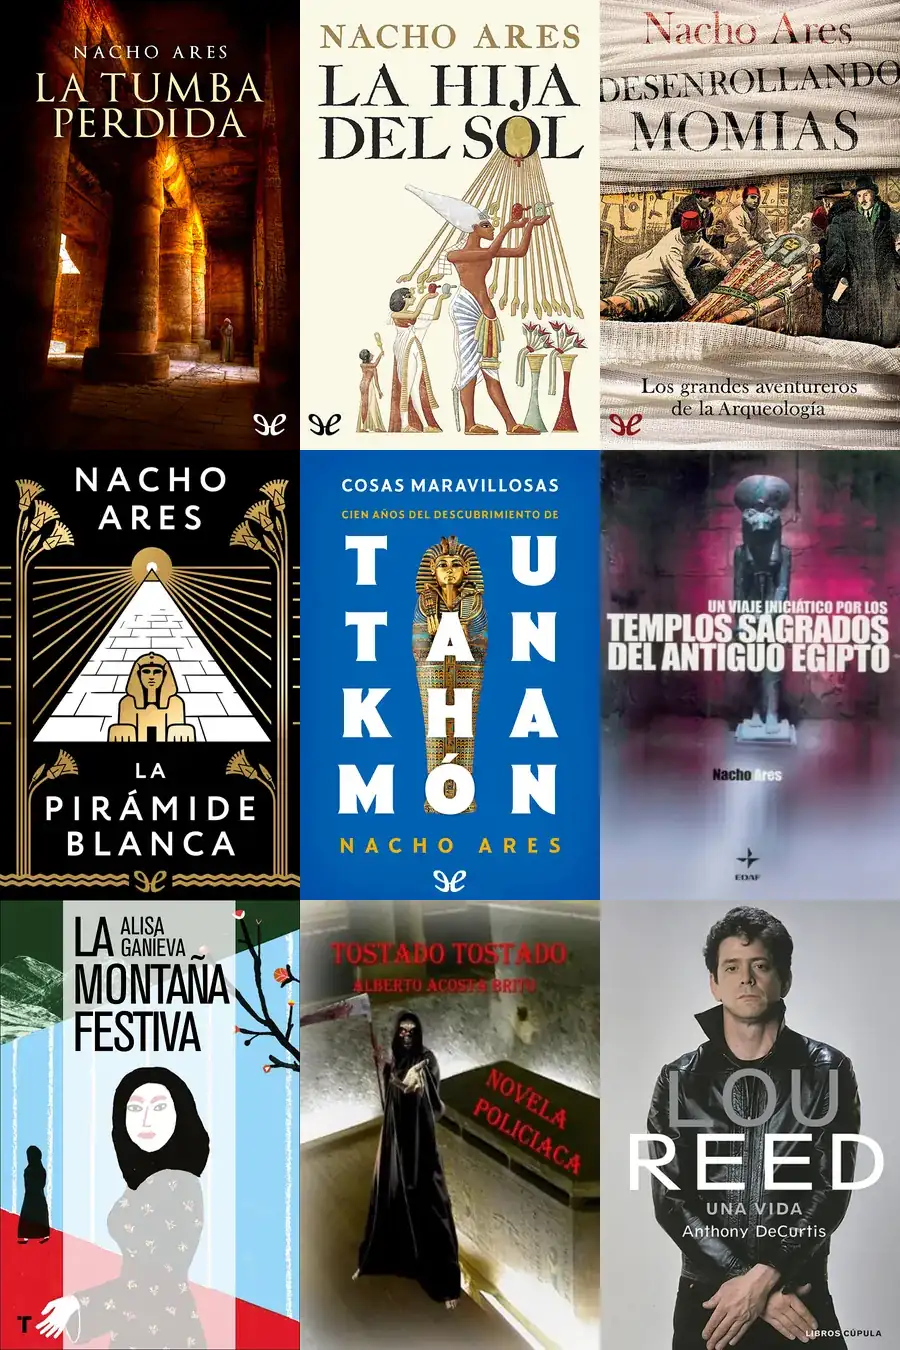 NACHO ARES
LA TUMBA
PERDIDA
NACHO ARES
LA HIJA
DEL SOL
Nacho Ares
DESENROLLANDO
MOMIAS
Los grandes aventureros
de la Arqueología
NACHO
ARES
LA
PIRÁMIDE
BLANCA
COSAS MARAVILLOSAS
CIEN AÑOS DEL DESCUBRIMIENTO DE
T U
T A N
K H A
M Ó N
NACHO ARES
UN VIAJE INICIÁTICO POR LOS
TEMPLOS SAGRADOS
DEL ANTIGUO EGIPTO
Nacho Ares
EDAF
LA ALISA
GANÍEVA
MONTAÑA
FESTIVA
T
TOSTADO TOSTADO
ALBERTO ACOSTA BRITO
NOVELA
POLICIACA
LOU
REED
UNA VIDA
Anthony DeCurtis
LIBROS CÚPULA